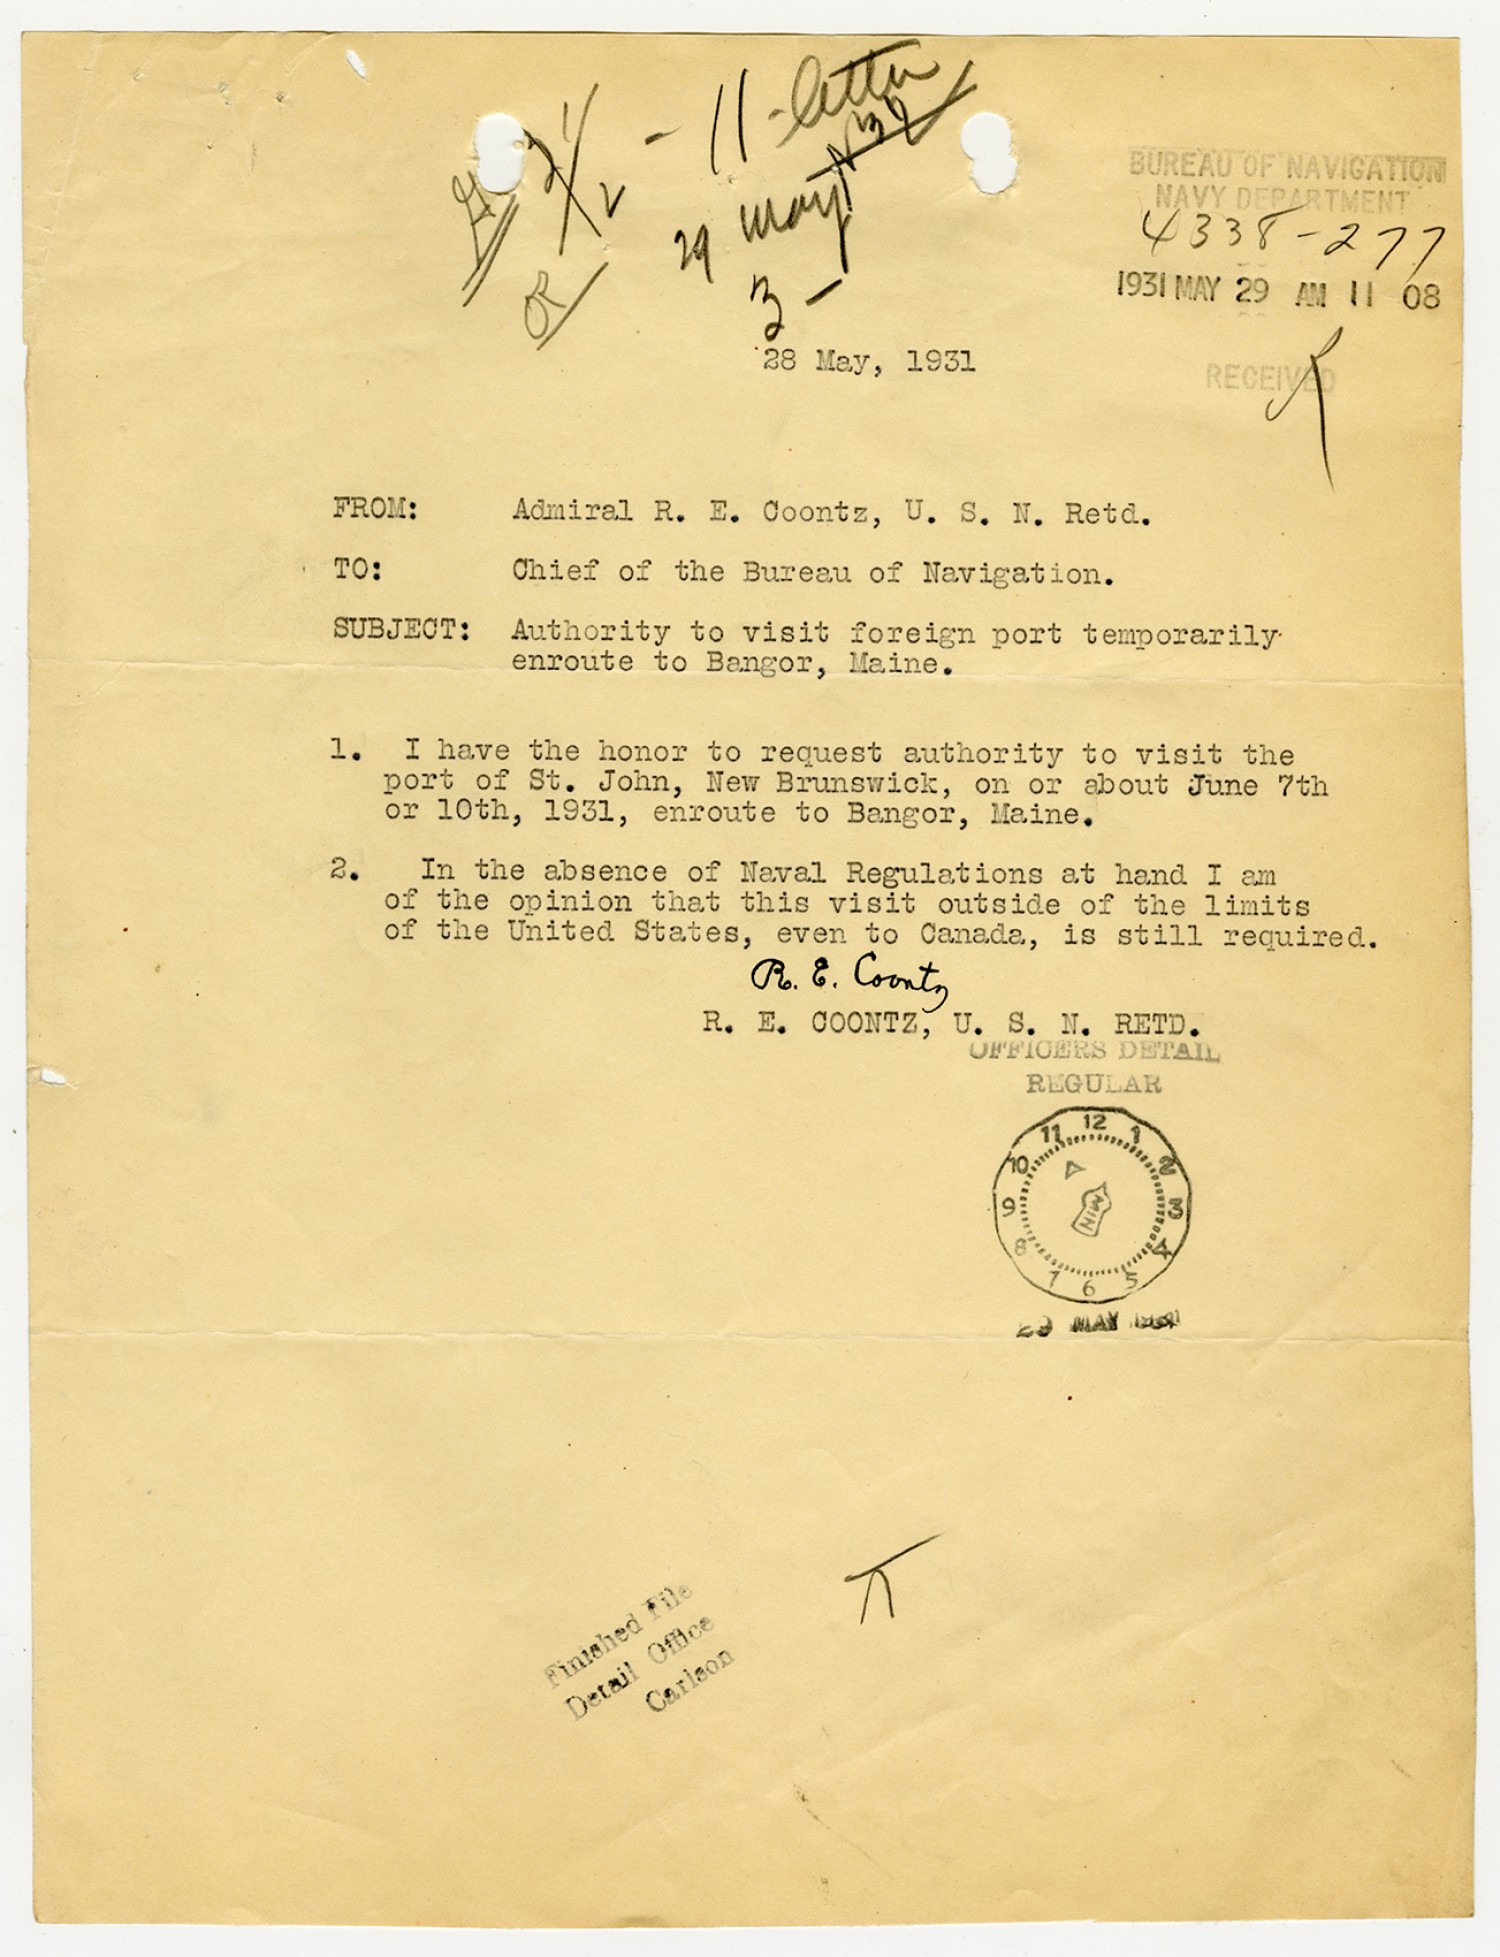 11 - letter
29 May
3 -
BUREAU OF NAVIGATION
NAVY DEPARTMENT
4338-277
1931 MAY 29 AM 11 08
RECEIVED
28 May, 1931
FROM: Admiral R. E. Coontz, U. S. N. Retd.
TO: Chief of the Bureau of Navigation.
SUBJECT: Authority to visit foreign port temporarily
enroute to Bangor, Maine.
1. I have the honor to request authority to visit the
port of St. John, New Brunswick, on or about June 7th
or 10th, 1931, enroute to Bangor, Maine.
2. In the absence of Naval Regulations at hand I am
of the opinion that this visit outside of the limits
of the United States, even to Canada, is still required.
R. E. Coontz
R. E. COONTZ, U. S. N. RETD.
OFFICERS DETAIL
REGULAR
12 1 2 3 4 5 6 7 8 9 10 11
MIN
29 MAY 1931
Finished File
Detail Office
Carlson